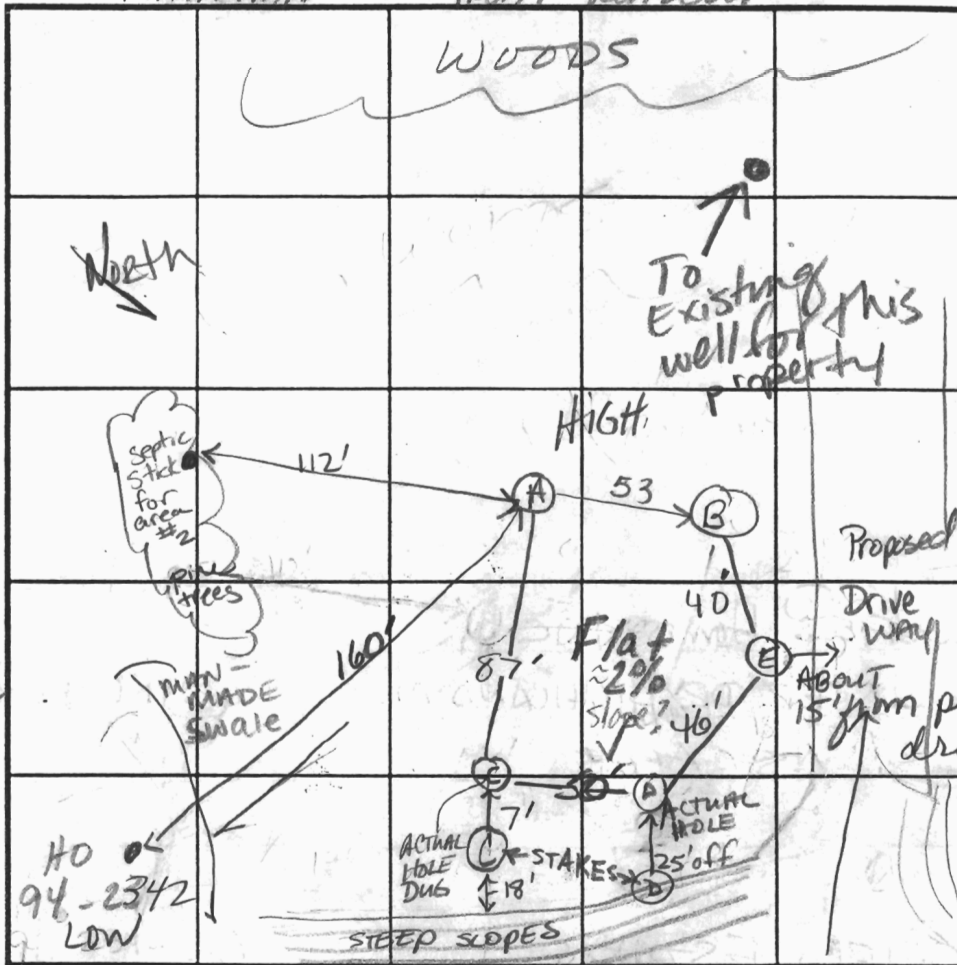 WOODS
North
To
Existing
well for this
property
HIGH
septic
stick
for
area
#2
112'
A
53
B
Proposed
Drive
way
pine
trees
40'
160'
87'
Flat
≈2%
slope?
E
ABOUT
15' from
46'
MAN-
MADE
Swale
C
D
ACTUAL
HOLE
7'
ACTUAL
HOLE
DUG
C
STAKES
25' off
D
18'
HO
94-2342
LOW
STEEP SLOPES